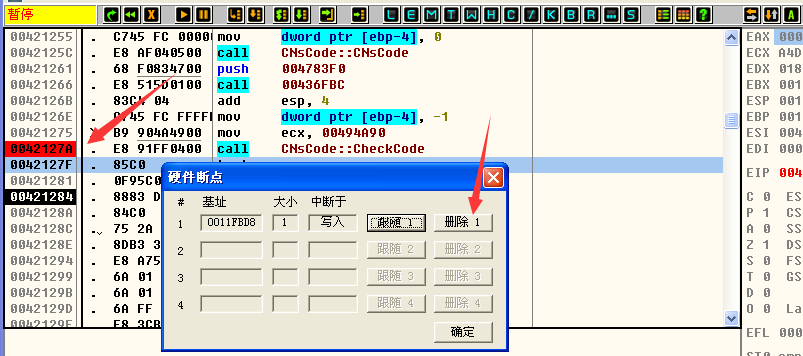 暂停 L E M T W H C / K B R ... S ?
00421255 . C745 FC 0000 mov dword ptr [ebp-4], 0 EAX 000
0042125C . E8 AF040500 call CNsCode::CNsCode ECX A4D
00421261 . 68 F0834700 push 004783F0 EDX 018
00421266 . E8 515D0100 call 00436FBC EBX 000
0042126B . 83C4 04 add esp, 4 ESP 001
0042126E . C745 FC FFFF mov dword ptr [ebp-4], -1 EBP 001
00421275 B9 904A4900 mov ecx, 00494A90 ESI 004
0042127A . E8 91FF0400 call CNsCode::CheckCode EDI 000
0042127F . 85C0
00421281 . 0F95C0 EIP 004
00421284 . 8883 D C 0 ES
0042128A . 84C0 P 1 CS
0042128C . 75 2A A 0 SS
0042128E . 8DB3 3 Z 1 DS
00421294 . E8 A75 S 0 FS
00421299 . 6A 01 T 0 GS
0042129B . 6A 01 D 0
0042129D . 6A FF O 0 La
0042129F . E8 3CB EFL 000
硬件断点
# 基址 大小 中断于
1 0011FBD8 1 写入 跟随 1 删除 1
2 跟随 2 删除 2
3 跟随 3 删除 3
4 跟随 4 删除 4
确定